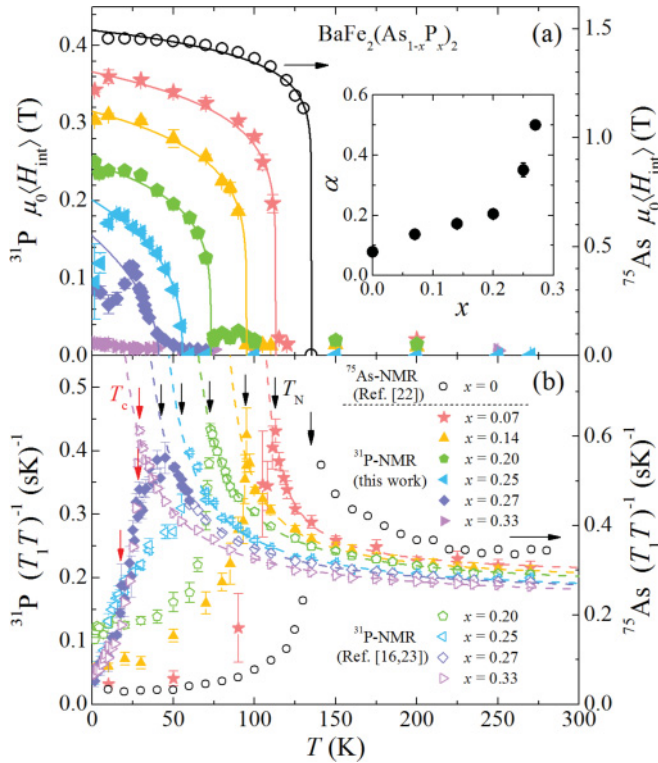 BaFe₂(As₁₋ₓPₓ)₂
(a)
³¹P μ₀⟨H_int⟩ (T)
0.4
0.3
0.2
0.1
0.0
⁷⁵As μ₀⟨H_int⟩ (T)
1.5
1.0
0.5
0.0
α
0.6
0.4
0.2
0.0
0.0 0.1 0.2 0.3
x
(b)
³¹P (T₁T)⁻¹ (sK)⁻¹
0.5
0.4
0.3
0.2
0.1
0.0
T_c
T_N
⁷⁵As-NMR
(Ref. [22])
x = 0
³¹P-NMR
(this work)
x = 0.07
x = 0.14
x = 0.20
x = 0.25
x = 0.27
x = 0.33
³¹P-NMR
(Ref. [16,23])
x = 0.20
x = 0.25
x = 0.27
x = 0.33
⁷⁵As (T₁T)⁻¹ (sK)⁻¹
0.6
0.4
0.2
0.0
0 50 100 150 200 250 300
T (K)